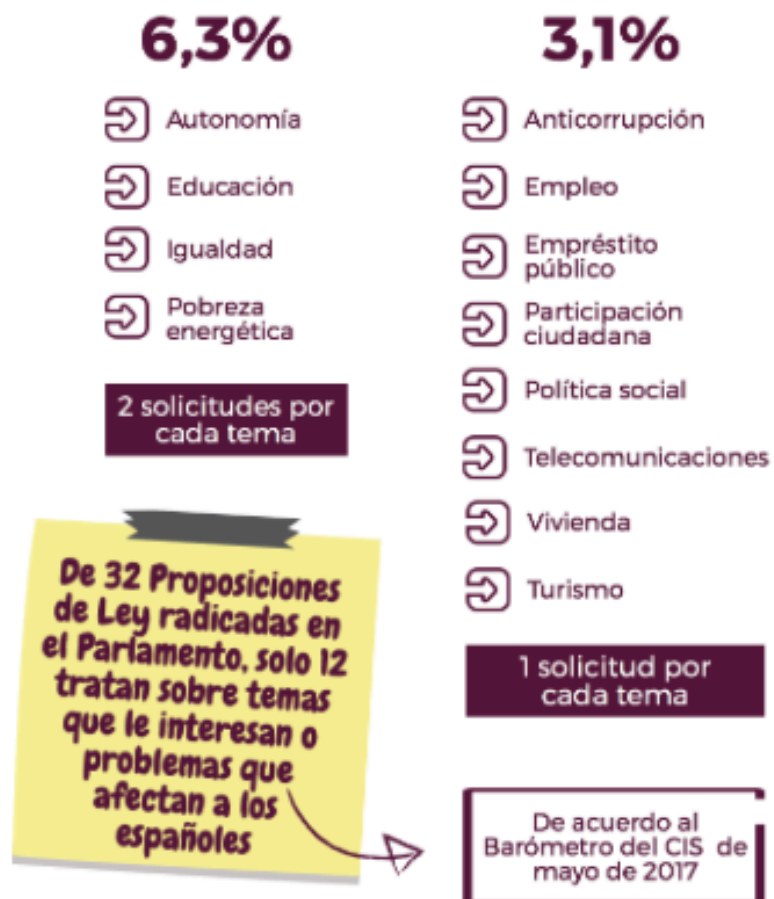 6,3%
Autonomía
Educación
Igualdad
Pobreza
energética
2 solicitudes por
cada tema
3,1%
Anticorrupción
Empleo
Empréstito
público
Participación
ciudadana
Política social
Telecomunicaciones
Vivienda
Turismo
1 solicitud por
cada tema
De 32 Proposiciones
de Ley radicadas en
el Parlamento, solo 12
tratan sobre temas
que le interesan o
problemas que
afectan a los
españoles
De acuerdo al
Barómetro del CIS de
mayo de 2017